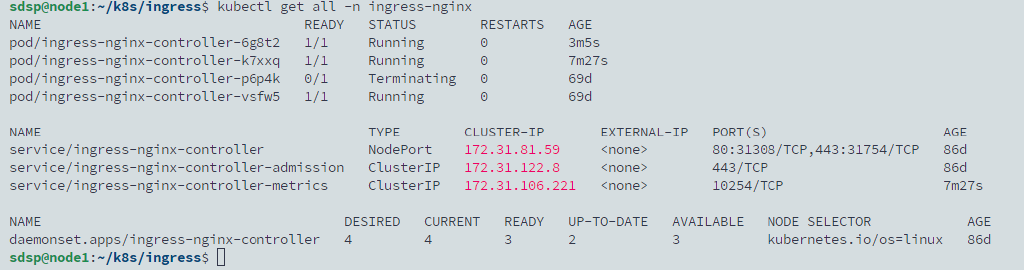 sdsp@node1:~/k8s/ingress$ kubectl get all -n ingress-nginx
NAME READY STATUS RESTARTS AGE
pod/ingress-nginx-controller-6g8t2 1/1 Running 0 3m5s
pod/ingress-nginx-controller-k7xxq 1/1 Running 0 7m27s
pod/ingress-nginx-controller-p6p4k 0/1 Terminating 0 69d
pod/ingress-nginx-controller-vsfw5 1/1 Running 0 69d
NAME TYPE CLUSTER-IP EXTERNAL-IP PORT(S) AGE
service/ingress-nginx-controller NodePort 172.31.81.59 <none> 80:31308/TCP,443:31754/TCP 86d
service/ingress-nginx-controller-admission ClusterIP 172.31.122.8 <none> 443/TCP 86d
service/ingress-nginx-controller-metrics ClusterIP 172.31.106.221 <none> 10254/TCP 7m27s
NAME DESIRED CURRENT READY UP-TO-DATE AVAILABLE NODE SELECTOR AGE
daemonset.apps/ingress-nginx-controller 4 4 3 2 3 kubernetes.io/os=linux 86d
sdsp@node1:~/k8s/ingress$